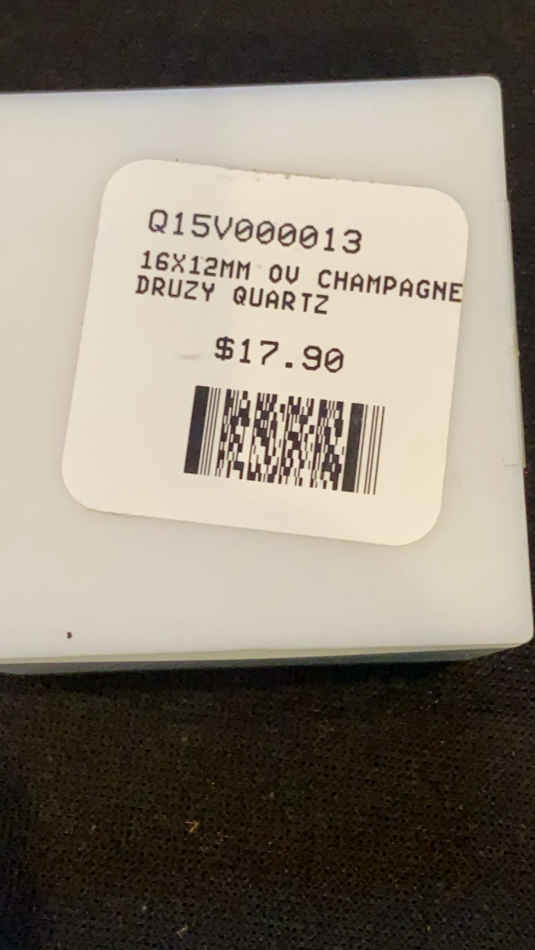 Q15V000013
16X12MM OV CHAMPAGNE
DRUZY QUARTZ
$17.90